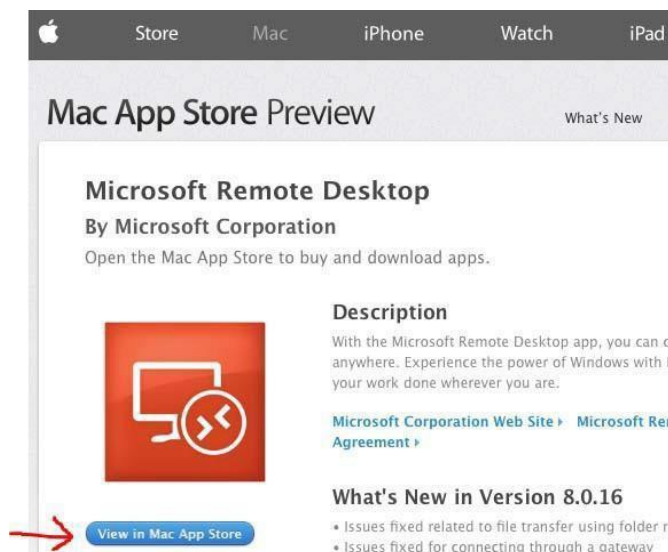 Store Mac iPhone Watch iPad
Mac App Store Preview
What's New
Microsoft Remote Desktop
By Microsoft Corporation
Open the Mac App Store to buy and download apps.
Description
With the Microsoft Remote Desktop app, you can
anywhere. Experience the power of Windows with
your work done wherever you are.
Microsoft Corporation Web Site Microsoft
Agreement
What's New in Version 8.0.16
• Issues fixed related to file transfer using folder
• Issues fixed for connecting through a gateway
View in Mac App Store